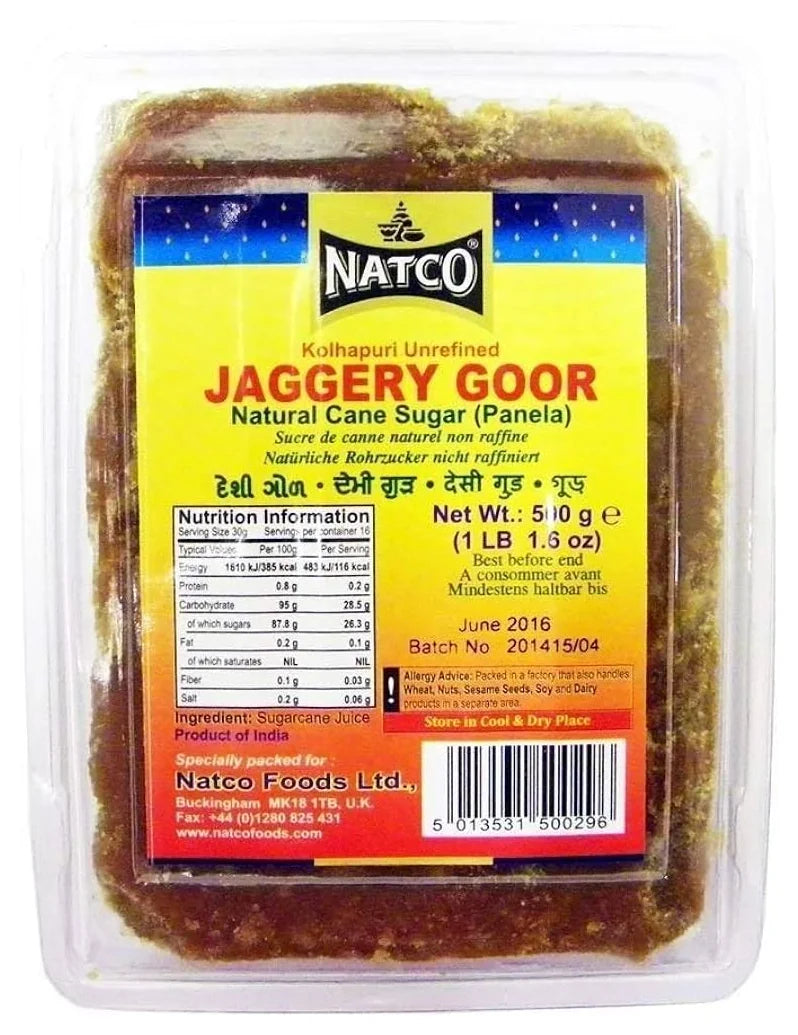 NATCO®
Kolhapuri Unrefined
JAGGERY GOOR
Natural Cane Sugar (Panela)
Sucre de canne naturel non raffine
Natürliche Rohrzucker nicht raffiniert
દેશી ગોળ • ਦੇਸੀ ਗੁੜ • देसी गुड़ •
Nutrition Information
Serving Size 30g Servings per container 16
Typical Values Per 100g Per Serving
Energy 1610 kJ/385 kcal 483 kJ/116 kcal
Protein 0.8 g 0.2 g
Carbohydrate 95 g 28.5 g
of which sugars 87.8 g 26.3 g
Fat 0.2 g 0.1 g
of which saturates NIL NIL
Fiber 0.1 g 0.03 g
Salt 0.2 g 0.06 g
Ingredient: Sugarcane Juice
Product of India
Net Wt.: 500 g e
(1 LB 1.6 oz)
Best before end
A consommer avant
Mindestens haltbar bis
June 2016
Batch No 201415/04
! Allergy Advice: Packed in a factory that also handles
Wheat, Nuts, Sesame Seeds, Soy and Dairy
products in a separate area.
Store in Cool & Dry Place
Specially packed for :
Natco Foods Ltd.,
Buckingham MK18 1TB, U.K.
Fax: +44 (0)1280 825 431
www.natcofoods.com
5 013531 500296